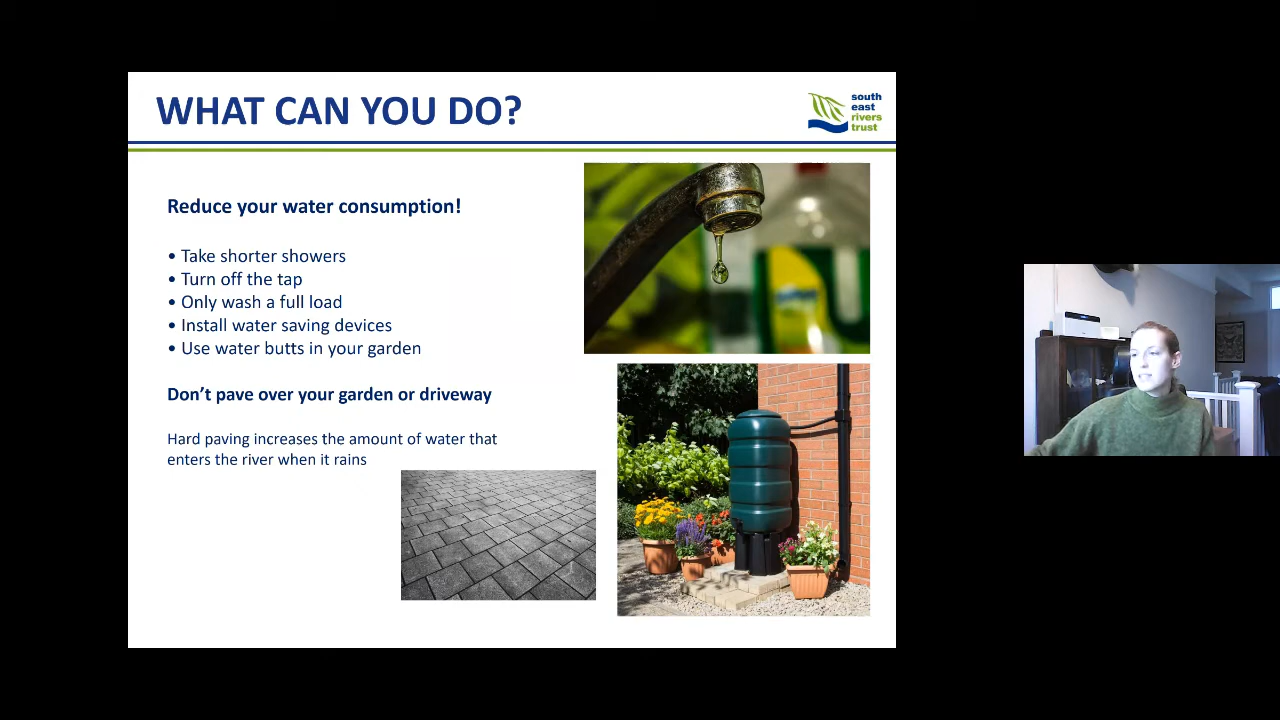 WHAT CAN YOU DO?
south
east
rivers
trust
Reduce your water consumption!
• Take shorter showers
• Turn off the tap
• Only wash a full load
• Install water saving devices
• Use water butts in your garden
Don’t pave over your garden or driveway
Hard paving increases the amount of water that
enters the river when it rains